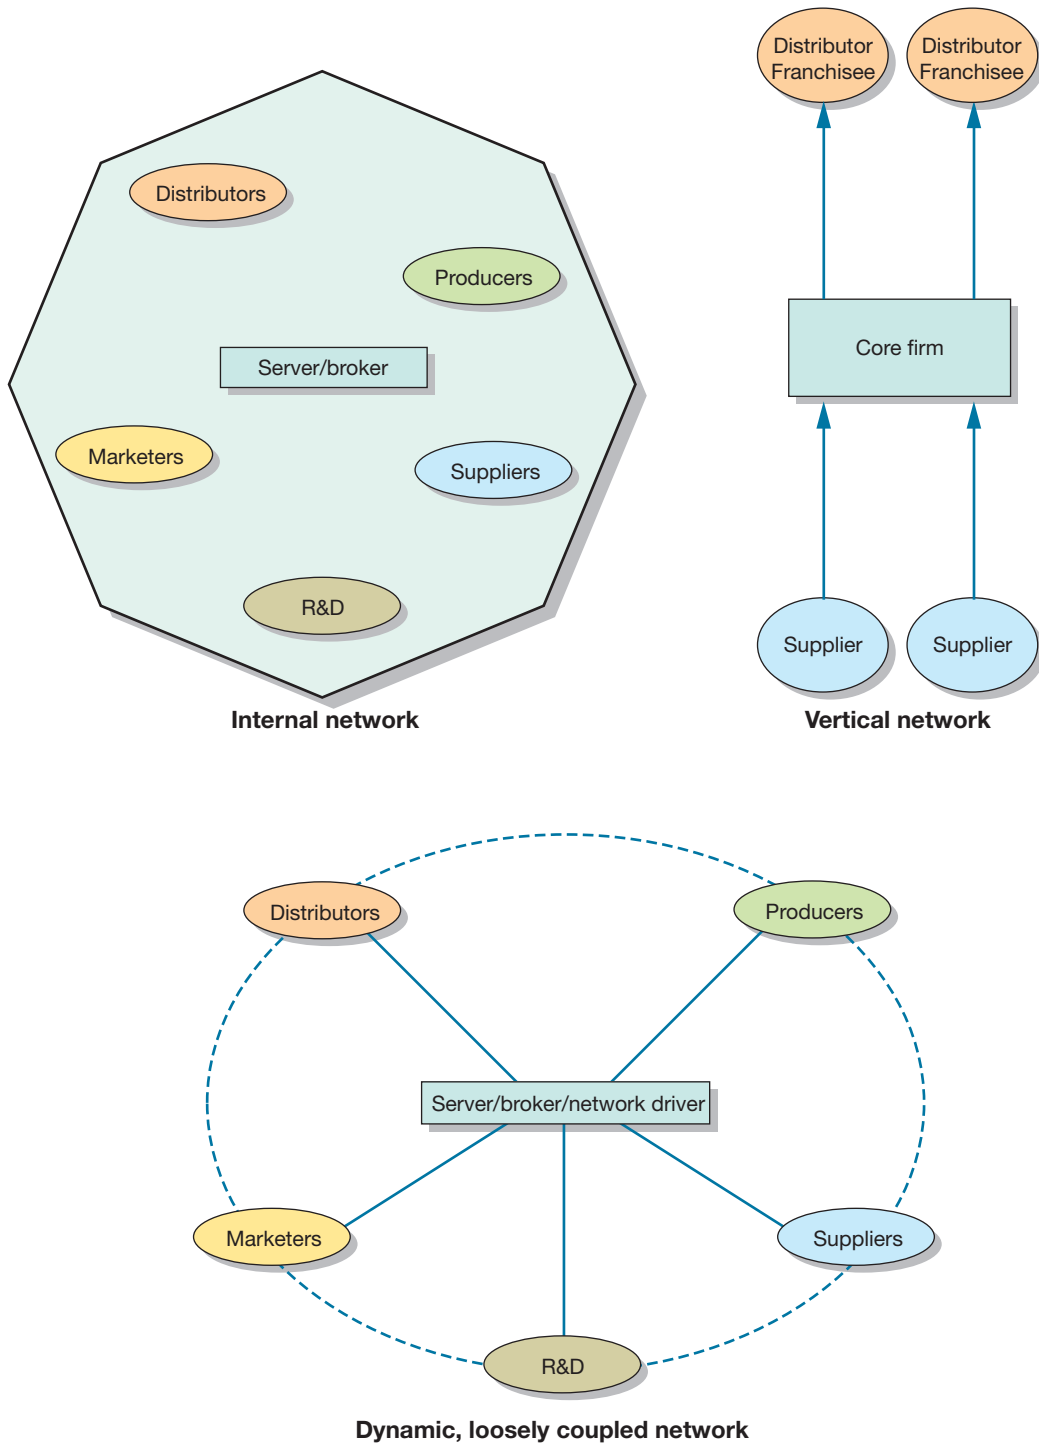 Distributors
Producers
Server/broker
Marketers
Suppliers
R&D
Internal network
Distributor
Franchisee
Distributor
Franchisee
Core firm
Supplier
Supplier
Vertical network
Distributors
Producers
Server/broker/network driver
Marketers
Suppliers
R&D
Dynamic, loosely coupled network